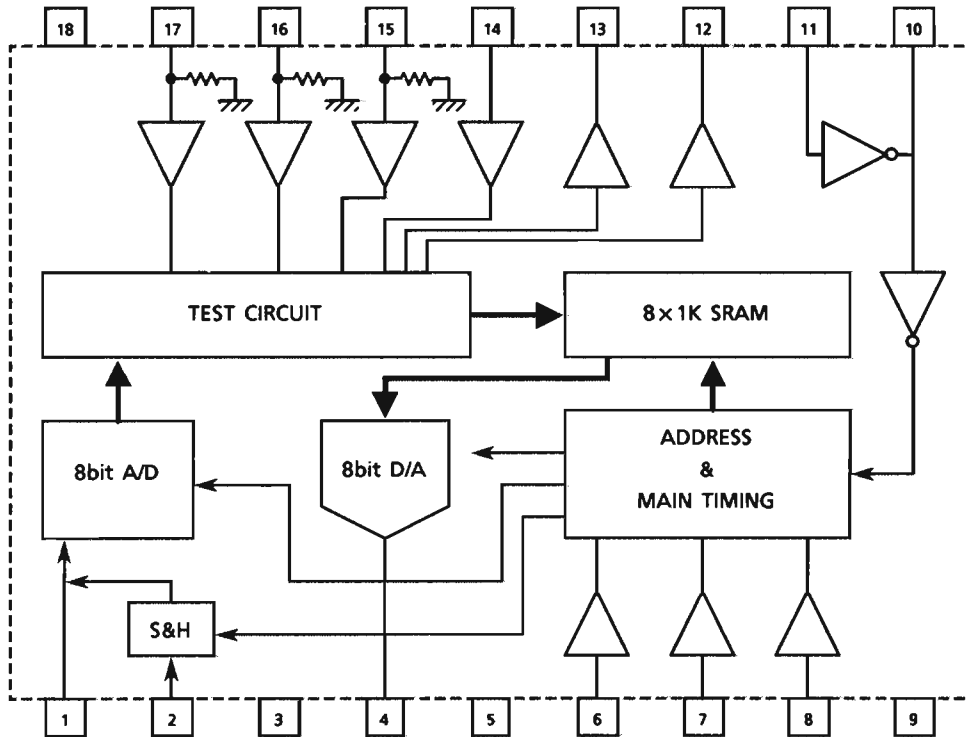 18 17 16 15 14 13 12 11 10
TEST CIRCUIT
8×1K SRAM
8bit A/D
8bit D/A
ADDRESS
&
MAIN TIMING
S&H
1 2 3 4 5 6 7 8 9